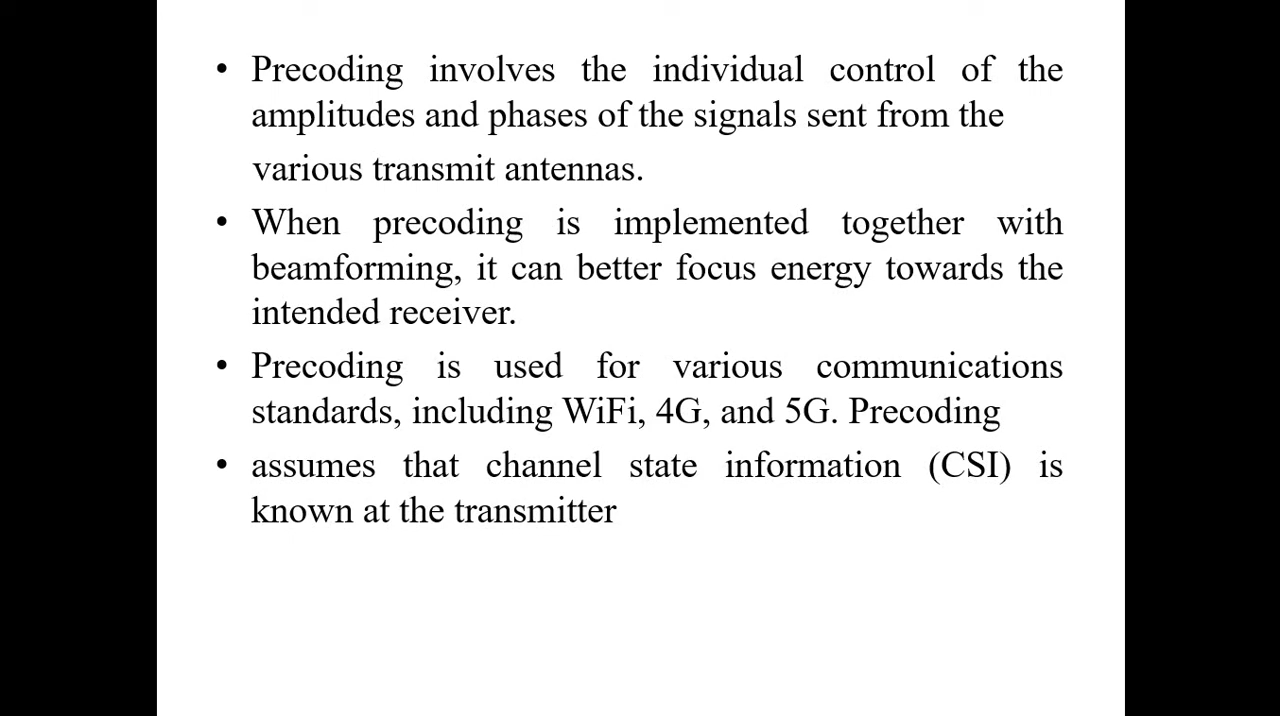 • Precoding involves the individual control of the
amplitudes and phases of the signals sent from the
various transmit antennas.
• When precoding is implemented together with
beamforming, it can better focus energy towards the
intended receiver.
• Precoding is used for various communications
standards, including WiFi, 4G, and 5G. Precoding
• assumes that channel state information (CSI) is
known at the transmitter